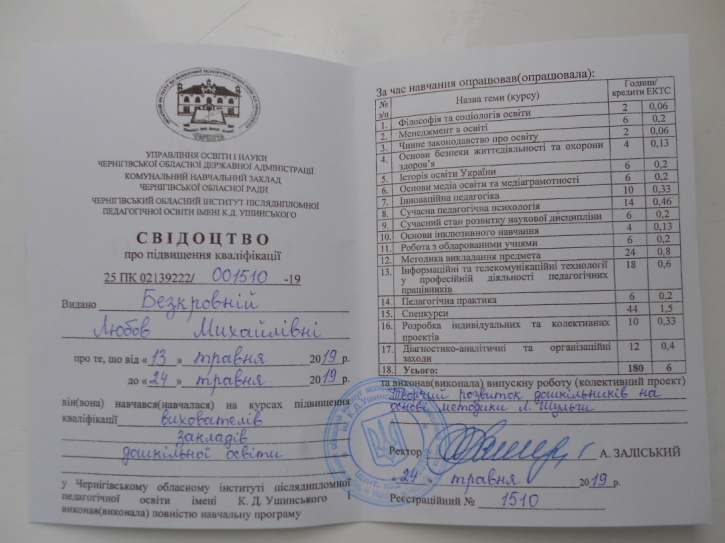 УПРАВЛІННЯ ОСВІТИ І НАУКИ
ЧЕРНІГІВСЬКОЇ ОБЛАСНОЇ ДЕРЖАВНОЇ АДМІНІСТРАЦІЇ
КОМУНАЛЬНИЙ НАВЧАЛЬНИЙ ЗАКЛАД
ЧЕРНІГІВСЬКОЇ ОБЛАСНОЇ РАДИ
ЧЕРНІГІВСЬКИЙ ОБЛАСНИЙ ІНСТИТУТ ПІСЛЯДИПЛОМНОЇ
ПЕДАГОГІЧНОЇ ОСВІТИ ІМЕНІ К.Д. УШИНСЬКОГО
СВІДОЦТВО
про підвищення кваліфікації
25 ПК 02139222/ 001510 -19
Видано Безкровній
Любов Михайлівні
про те, що від «13» травня 2019 р.
до «24» травня 2019 р.
він(вона) навчався(навчалася) на курсах підвищення
кваліфікації вихователів
закладів
дошкільної освіти
у Чернігівському обласному інституті післядипломної
педагогічної освіти імені К. Д. Ушинського і
виконав(виконала) повністю навчальну програму
За час навчання опрацював(опрацювала):
№ з/п Назва теми (курсу) Години/ кредити ЕКТС
1. Філософія та соціологія освіти 2 0,06
2. Менеджмент в освіті 6 0,2
3. Чинне законодавство про освіту 2 0,06
4. Основи безпеки життєдіяльності та охорони здоров'я 4 0,13
5. Історія освіти України 6 0,2
6. Основи медіа освіти та медіаграмотності 6 0,2
7. Інноваційна педагогіка 10 0,33
8. Сучасна педагогічна психологія 14 0,46
9. Сучасний стан розвитку наукової дисципліни 6 0,2
10. Основи інклюзивного навчання 4 0,13
11. Робота з обдарованими учнями 6 0,2
12. Методика викладання предмета 24 0,8
13. Інформаційні та телекомунікаційні технології у професійній діяльності педагогічних працівників 18 0,6
14. Педагогічна практика 6 0,2
15. Спецкурси 44 1,5
16. Розробка індивідуальних та колективних проектів 10 0,33
17. Діагностико-аналітичні та організаційні заходи 12 0,4
18. Усього: 180 6
та виконав(виконала) випускну роботу (колективний проект)
Творчий розвиток дошкільників на
основі методики Л. Шульги
Ректор А. ЗАЛІСЬКИЙ
«24» травня 2019 р.
Реєстраційний № 1510